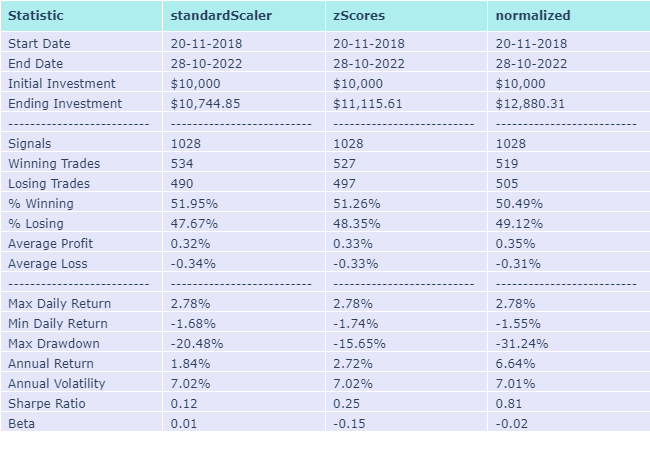 Statistic standardScaler zScores normalized
Start Date 20-11-2018 20-11-2018 20-11-2018
End Date 28-10-2022 28-10-2022 28-10-2022
Initial Investment $10,000 $10,000 $10,000
Ending Investment $10,744.85 $11,115.61 $12,880.31
-------------------------- -------------------------- -------------------------- --------------------------
Signals 1028 1028 1028
Winning Trades 534 527 519
Losing Trades 490 497 505
% Winning 51.95% 51.26% 50.49%
% Losing 47.67% 48.35% 49.12%
Average Profit 0.32% 0.33% 0.35%
Average Loss -0.34% -0.33% -0.31%
-------------------------- -------------------------- -------------------------- --------------------------
Max Daily Return 2.78% 2.78% 2.78%
Min Daily Return -1.68% -1.74% -1.55%
Max Drawdown -20.48% -15.65% -31.24%
Annual Return 1.84% 2.72% 6.64%
Annual Volatility 7.02% 7.02% 7.01%
Sharpe Ratio 0.12 0.25 0.81
Beta 0.01 -0.15 -0.02